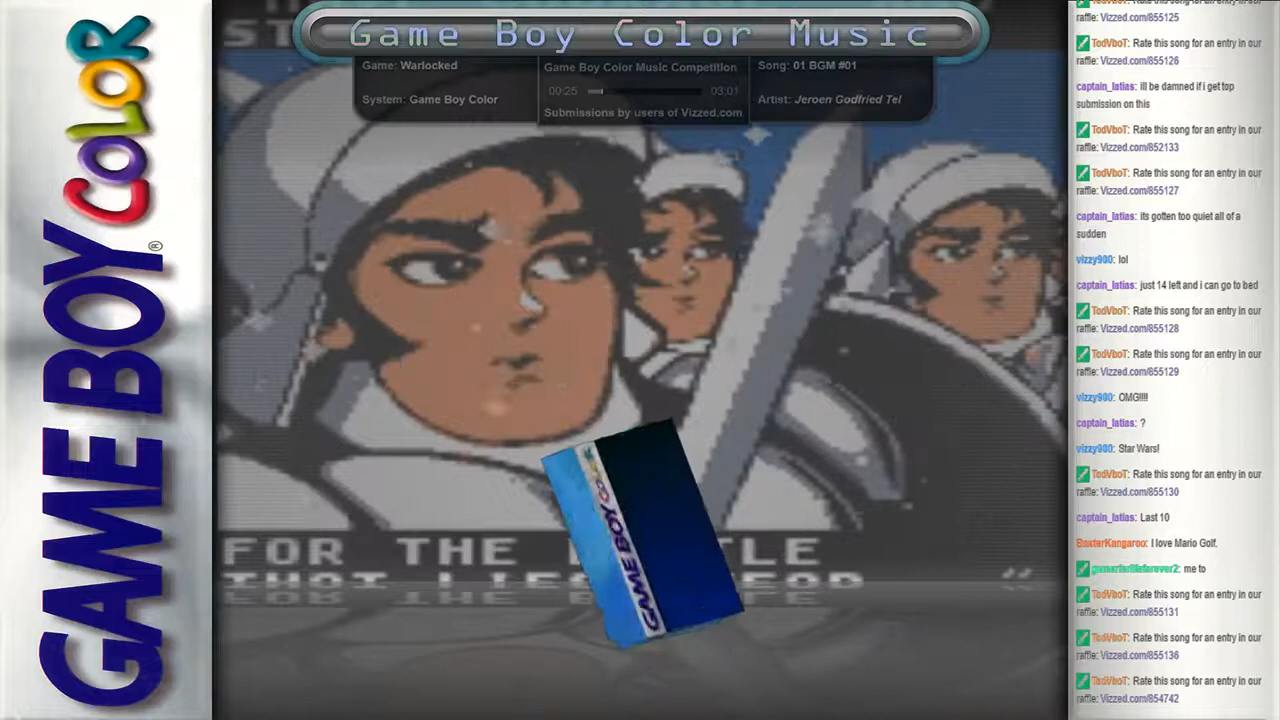 GAME BOY COLOR
®
ST
Game Boy Color Music
Game: Warlocked
System: Game Boy Color
Game Boy Color Music Competition
00:25
03:01
Submissions by users of Vizzed.com
Song: 01 BGM #01
Artist: Jeroen Godfried Tel
GAME BOY COLOR
FOR THE
raffle: Vizzed.com/855125
TodVboT: Rate this song for an entry in our
raffle: Vizzed.com/855126
captain_latias: ill be damned if i get top
submission on this
TodVboT: Rate this song for an entry in our
raffle: Vizzed.com/852133
TodVboT: Rate this song for an entry in our
raffle: Vizzed.com/855127
captain_latias: its gotten too quiet all of a
sudden
vizzy980: lol
captain_latias: just 14 left and i can go to bed
TodVboT: Rate this song for an entry in our
raffle: Vizzed.com/855128
TodVboT: Rate this song for an entry in our
raffle: Vizzed.com/855129
vizzy980: OMG!!!!
captain_latias: ?
vizzy980: Star Wars!
TodVboT: Rate this song for an entry in our
raffle: Vizzed.com/855130
captain_latias: Last 10
BaxterKangaroo: I love Mario Golf.
me to
TodVboT: Rate this song for an entry in our
raffle: Vizzed.com/855131
TodVboT: Rate this song for an entry in our
raffle: Vizzed.com/855136
TodVboT: Rate this song for an entry in our
raffle: Vizzed.com/854742